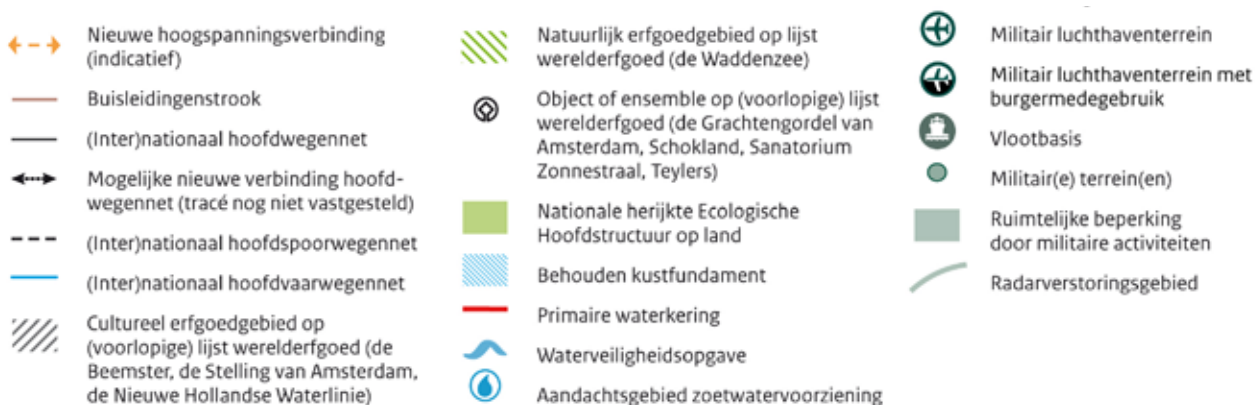 Nieuwe hoogspanningsverbinding
(indicatief)
Buisleidingenstrook
(Inter)nationaal hoofdwegennet
Mogelijke nieuwe verbinding hoofd-
wegennet (tracé nog niet vastgesteld)
(Inter)nationaal hoofdspoorwegennet
(Inter)nationaal hoofdvaarwegennet
Cultureel erfgoedgebied op
(voorlopige) lijst werelderfgoed (de
Beemster, de Stelling van Amsterdam,
de Nieuwe Hollandse Waterlinie)
Natuurlijk erfgoedgebied op lijst
werelderfgoed (de Waddenzee)
Object of ensemble op (voorlopige) lijst
werelderfgoed (de Grachtengordel van
Amsterdam, Schokland, Sanatorium
Zonnestraal, Teylers)
Nationale herijkte Ecologische
Hoofdstructuur op land
Behouden kustfundament
Primaire waterkering
Waterveiligheidsopgave
Aandachtsgebied zoetwatervoorziening
Militair luchthaventerrein
Militair luchthaventerrein met
burgermedegebruik
Vlootbasis
Militair(e) terrein(en)
Ruimtelijke beperking
door militaire activiteiten
Radarverstoringsgebied